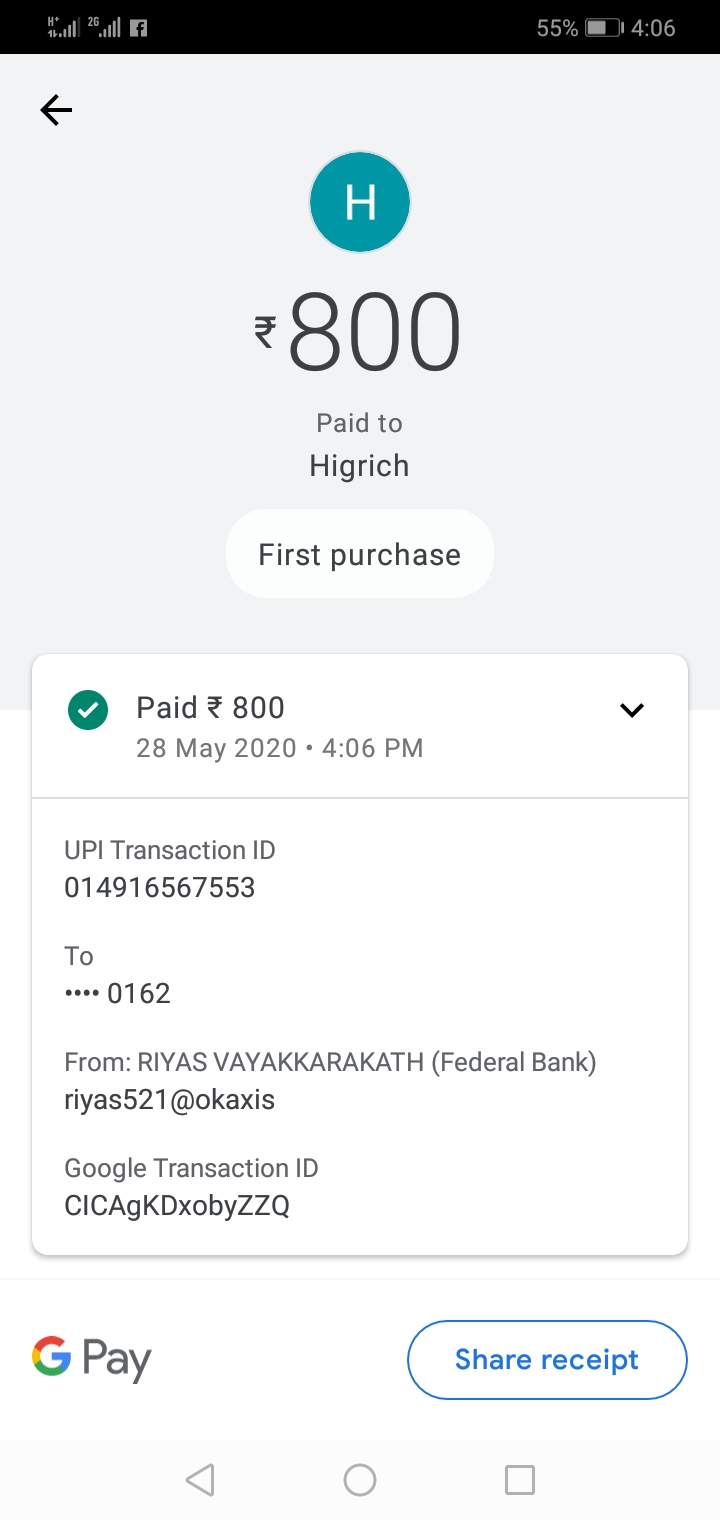 H+ 2G 55% 4:06
H
₹800
Paid to
Higrich
First purchase
Paid ₹ 800
28 May 2020 • 4:06 PM
UPI Transaction ID
014916567553
To
•••• 0162
From: RIYAS VAYAKKARAKATH (Federal Bank)
riyas521@okaxis
Google Transaction ID
CICAgKDxobyZZQ
G Pay
Share receipt